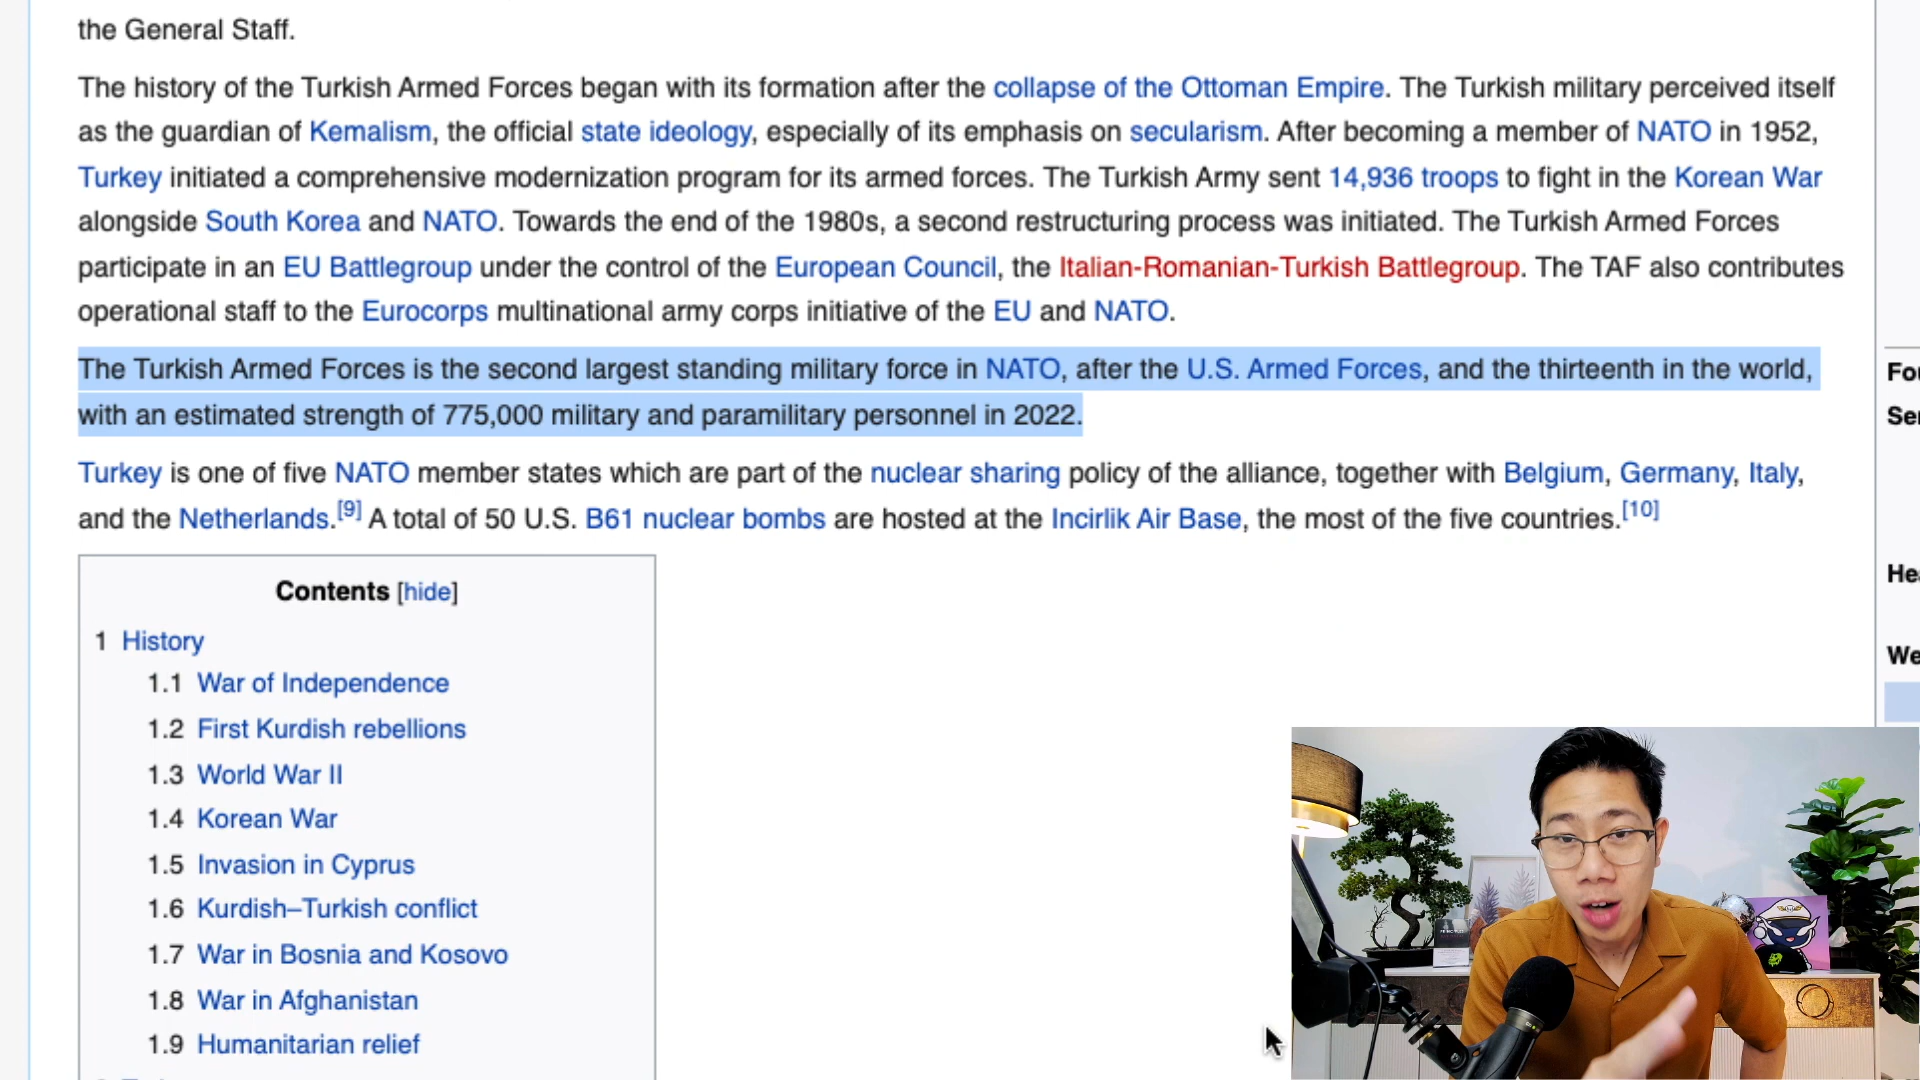 the General Staff.
The history of the Turkish Armed Forces began with its formation after the collapse of the Ottoman Empire. The Turkish military perceived itself
as the guardian of Kemalism, the official state ideology, especially of its emphasis on secularism. After becoming a member of NATO in 1952,
Turkey initiated a comprehensive modernization program for its armed forces. The Turkish Army sent 14,936 troops to fight in the Korean War
alongside South Korea and NATO. Towards the end of the 1980s, a second restructuring process was initiated. The Turkish Armed Forces
participate in an EU Battlegroup under the control of the European Council, the Italian-Romanian-Turkish Battlegroup. The TAF also contributes
operational staff to the Eurocorps multinational army corps initiative of the EU and NATO.
The Turkish Armed Forces is the second largest standing military force in NATO, after the U.S. Armed Forces, and the thirteenth in the world,
with an estimated strength of 775,000 military and paramilitary personnel in 2022.
Turkey is one of five NATO member states which are part of the nuclear sharing policy of the alliance, together with Belgium, Germany, Italy,
and the Netherlands.[9] A total of 50 U.S. B61 nuclear bombs are hosted at the Incirlik Air Base, the most of the five countries.[10]
Contents [hide]
1 History
1.1 War of Independence
1.2 First Kurdish rebellions
1.3 World War II
1.4 Korean War
1.5 Invasion in Cyprus
1.6 Kurdish–Turkish conflict
1.7 War in Bosnia and Kosovo
1.8 War in Afghanistan
1.9 Humanitarian relief
Fou
Ser
Hea
We
PRINCIPLES